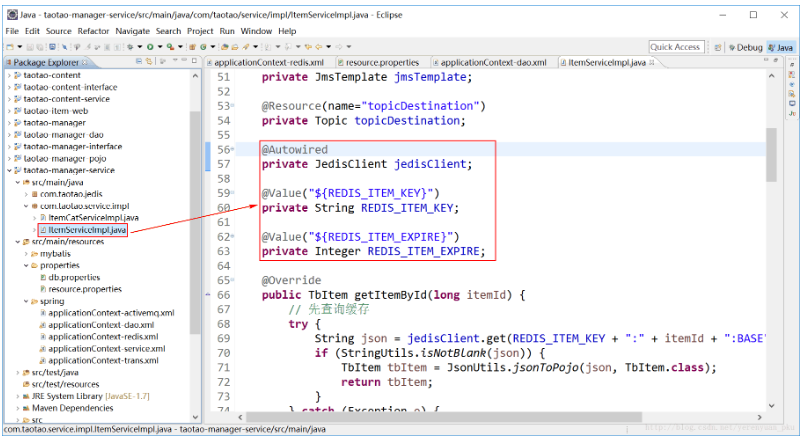 Java - taotao-manager-service/src/main/java/com/taotao/service/impl/ItemServiceImpl.java - Eclipse
File Edit Source Refactor Navigate Search Project Run Window Help
Quick Access Debug Java
Package Explorer
taotao-content
taotao-content-interface
taotao-content-service
taotao-item-web
taotao-manager
taotao-manager-dao
taotao-manager-interface
taotao-manager-pojo
taotao-manager-service
src/main/java
com.taotao.jedis
com.taotao.service.impl
ItemCatServiceImpl.java
ItemServiceImpl.java
src/main/resources
mybatis
properties
db.properties
resource.properties
spring
applicationContext-activemq.xml
applicationContext-dao.xml
applicationContext-redis.xml
applicationContext-service.xml
applicationContext-trans.xml
src/test/java
src/test/resources
JRE System Library [JavaSE-1.7]
Maven Dependencies
src
applicationContext-redis.xml resource.properties applicationContext-dao.xml ItemServiceImpl.java
51 private JmsTemplate jmsTemplate;
52
53 @Resource(name="topicDestination")
54 private Topic topicDestination;
55
56 @Autowired
57 private JedisClient jedisClient;
58
59 @Value("${REDIS_ITEM_KEY}")
60 private String REDIS_ITEM_KEY;
61
62 @Value("${REDIS_ITEM_EXPIRE}")
63 private Integer REDIS_ITEM_EXPIRE;
64
65 @Override
66 public TbItem getItemById(long itemId) {
67 // 先查询缓存
68 try {
69 String json = jedisClient.get(REDIS_ITEM_KEY + ":" + itemId + ":BASE"
70 if (StringUtils.isNotBlank(json)) {
71 TbItem tbItem = JsonUtils.jsonToPojo(json, TbItem.class);
72 return tbItem;
73 }
74 } catch (Exception e) {
com.taotao.service.impl.ItemServiceImpl.java - taotao-manager-service/src/main/java